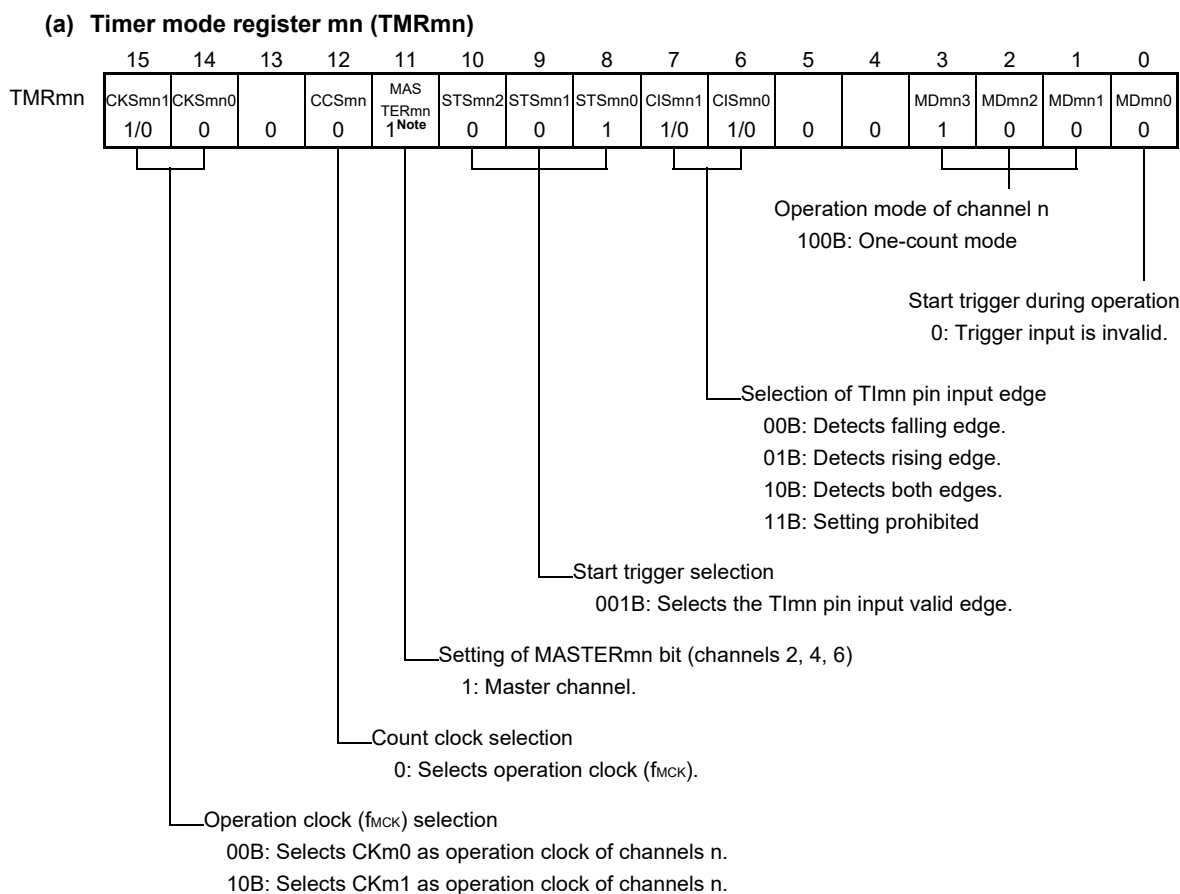 (a) Timer mode register mn (TMRmn)
15 14 13 12 11 10 9 8 7 6 5 4 3 2 1 0
TMRmn CKSmn1 CKSmn0 CCSmn MAS TERmn STSmn2 STSmn1 STSmn0 CISmn1 CISmn0 MDmn3 MDmn2 MDmn1 MDmn0
1/0 0 0 0 1Note 0 0 1 1/0 1/0 0 0 1 0 0 0
Operation mode of channel n
100B: One-count mode
Start trigger during operation
0: Trigger input is invalid.
Selection of TImn pin input edge
00B: Detects falling edge.
01B: Detects rising edge.
10B: Detects both edges.
11B: Setting prohibited
Start trigger selection
001B: Selects the TImn pin input valid edge.
Setting of MASTERmn bit (channels 2, 4, 6)
1: Master channel.
Count clock selection
0: Selects operation clock (fMCK).
Operation clock (fMCK) selection
00B: Selects CKm0 as operation clock of channels n.
10B: Selects CKm1 as operation clock of channels n.